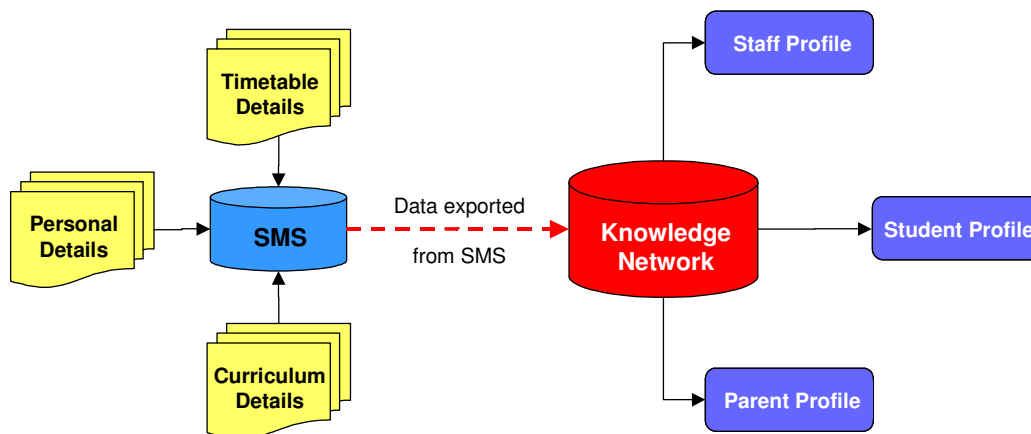 Timetable
Details
Personal
Details
SMS
Curriculum
Details
Data exported
from SMS
Knowledge
Network
Staff Profile
Student Profile
Parent Profile